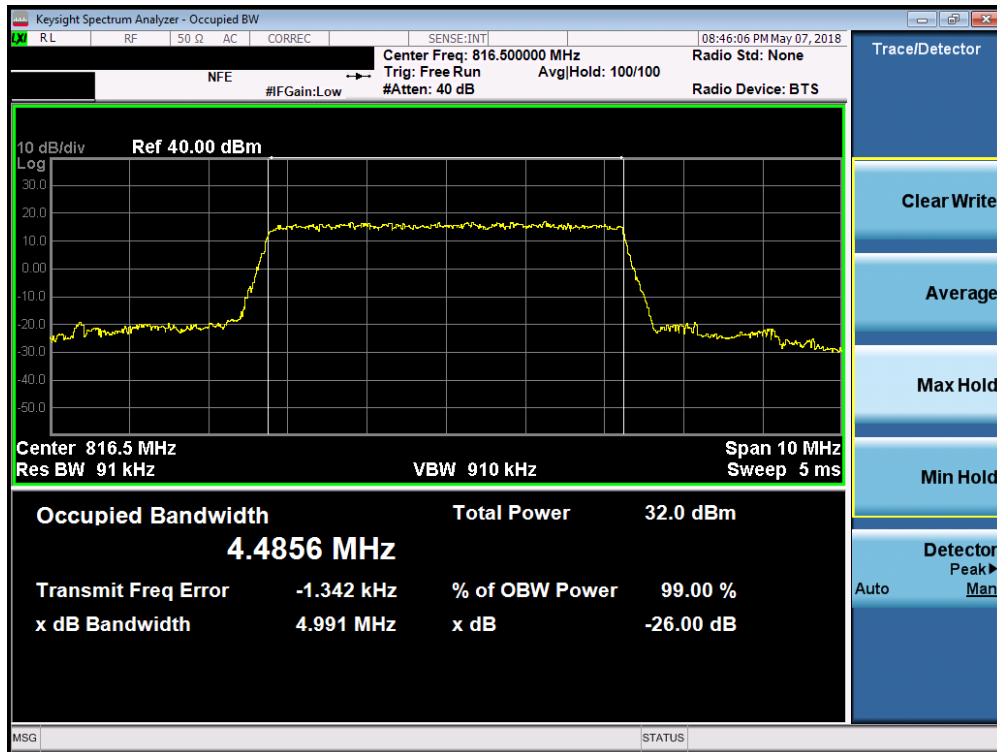 Keysight Spectrum Analyzer - Occupied BW
LXI RL RF 50 Ω AC CORREC SENSE:INT 08:46:06 PM May 07, 2018
Center Freq: 816.500000 MHz Radio Std: None
NFE Trig: Free Run Avg|Hold: 100/100
#IFGain:Low #Atten: 40 dB Radio Device: BTS
10 dB/div Ref 40.00 dBm
Log
30.0
20.0
10.0
0.00
-10.0
-20.0
-30.0
-40.0
-50.0
Center 816.5 MHz Span 10 MHz
Res BW 91 kHz VBW 910 kHz Sweep 5 ms
Occupied Bandwidth Total Power 32.0 dBm
4.4856 MHz
Transmit Freq Error -1.342 kHz % of OBW Power 99.00 %
x dB Bandwidth 4.991 MHz x dB -26.00 dB
MSG STATUS
Trace/Detector
Clear Write
Average
Max Hold
Min Hold
Detector
Peak▶
Auto Man